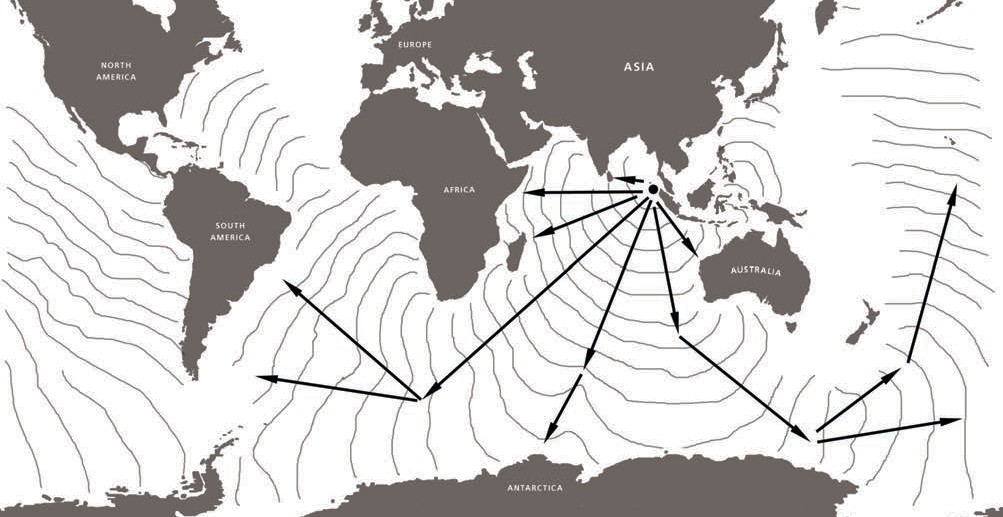 EUROPE
NORTH
AMERICA
ASIA
AFRICA
SOUTH
AMERICA
AUSTRALIA
ANTARCTICA